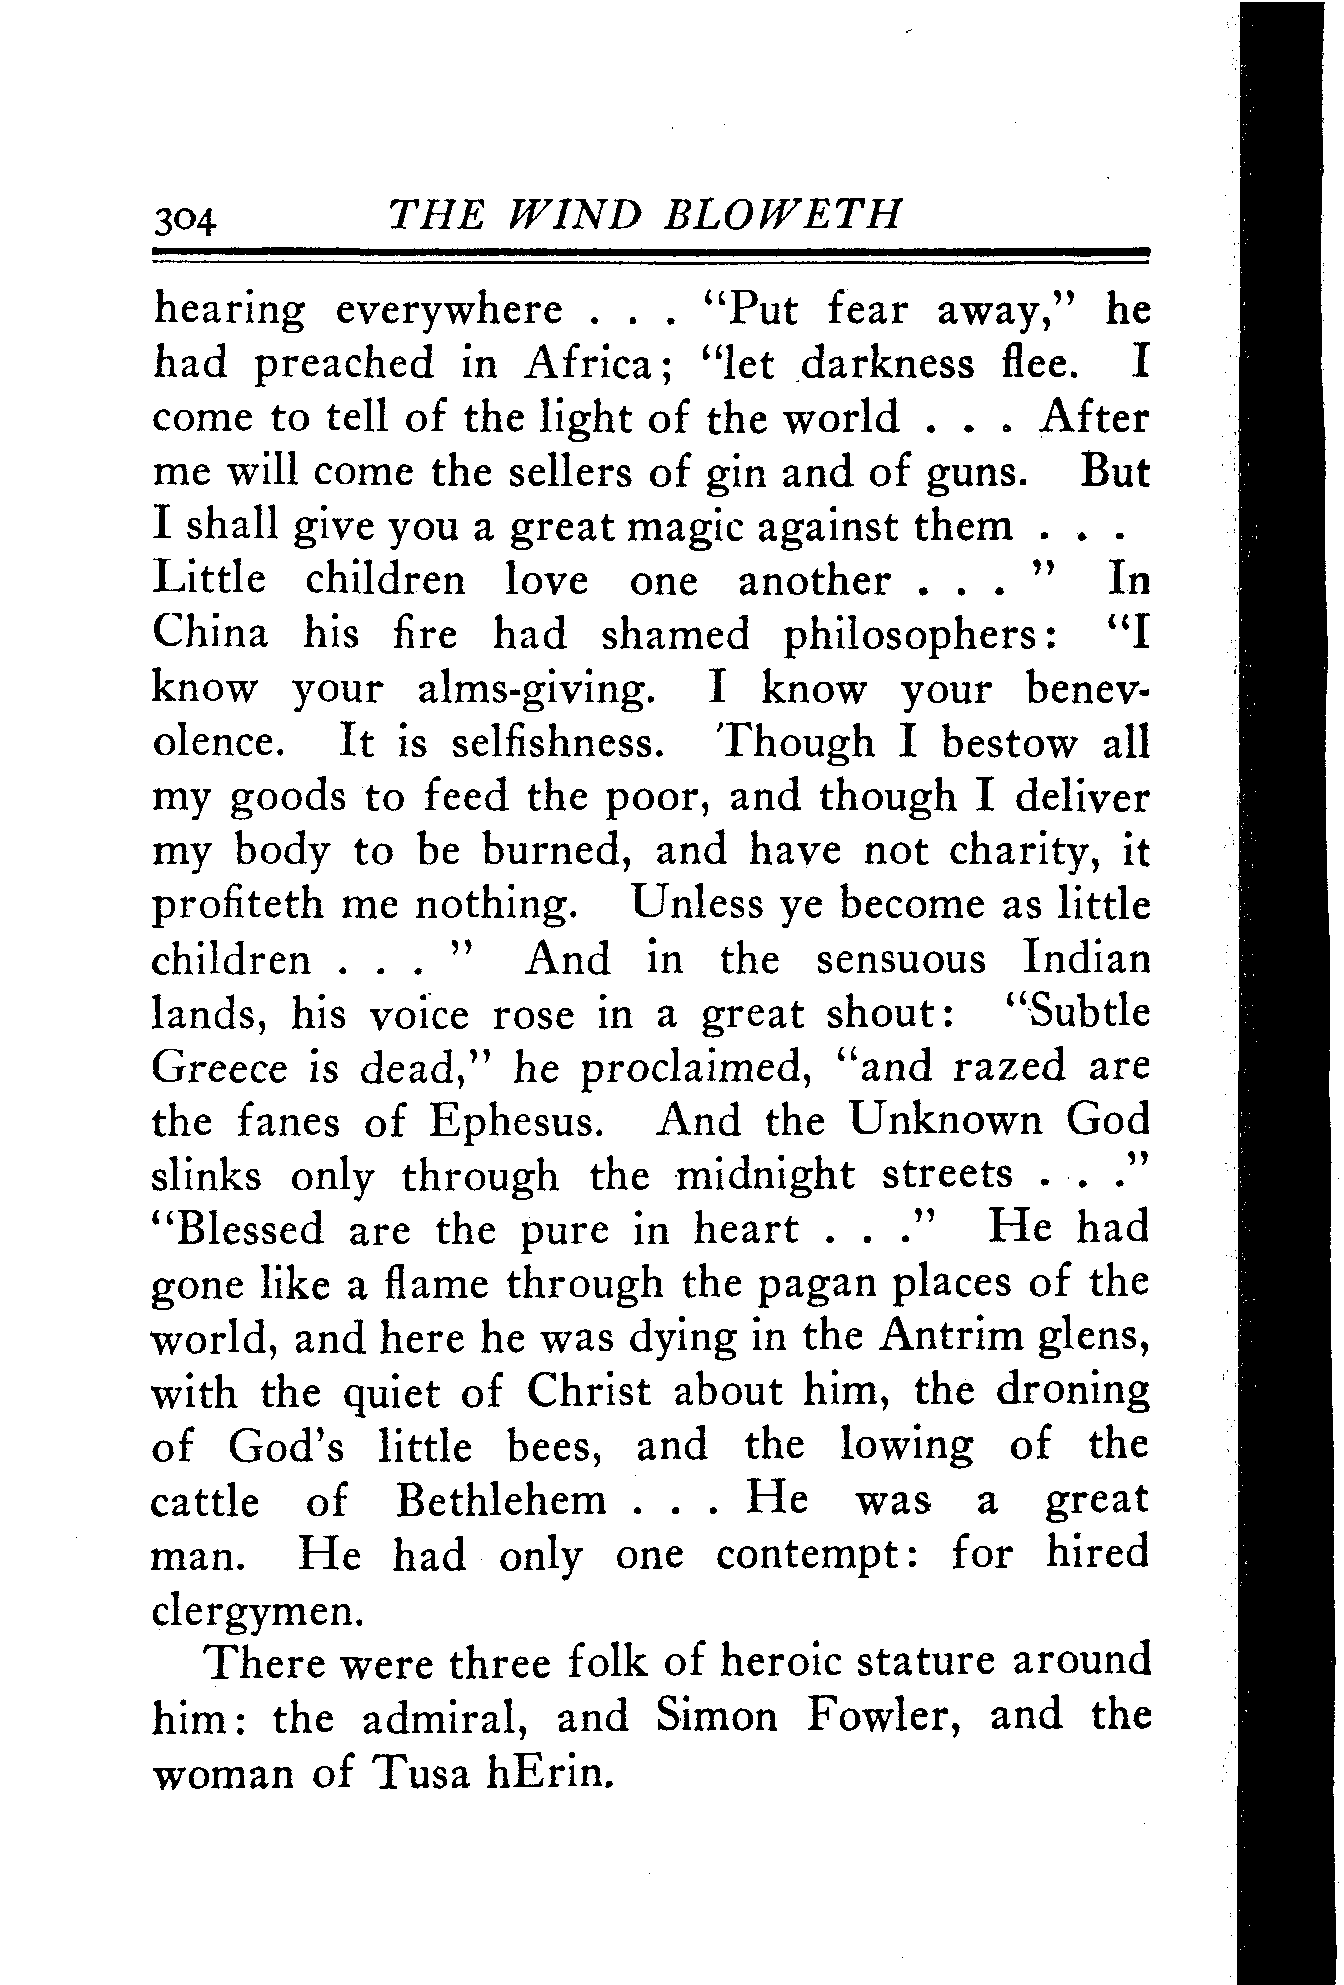 304 THE WIND BLOWETH
hearing everywhere . . . "Put fear away," he
had preached in Africa; "let darkness flee. I
come to tell of the light of the world . . . After
me will come the sellers of gin and of guns. But
I shall give you a great magic against them . . .
Little children love one another . . . " In
China his fire had shamed philosophers: "I
know your alms-giving. I know your benev-
olence. It is selfishness. Though I bestow all
my goods to feed the poor, and though I deliver
my body to be burned, and have not charity, it
profiteth me nothing. Unless ye become as little
children . . . " And in the sensuous Indian
lands, his voice rose in a great shout: "Subtle
Greece is dead," he proclaimed, "and razed are
the fanes of Ephesus. And the Unknown God
slinks only through the midnight streets . . ."
"Blessed are the pure in heart . . ." He had
gone like a flame through the pagan places of the
world, and here he was dying in the Antrim glens,
with the quiet of Christ about him, the droning
of God's little bees, and the lowing of the
cattle of Bethlehem . . . He was a great
man. He had only one contempt: for hired
clergymen.
There were three folk of heroic stature around
him: the admiral, and Simon Fowler, and the
woman of Tusa hErin.